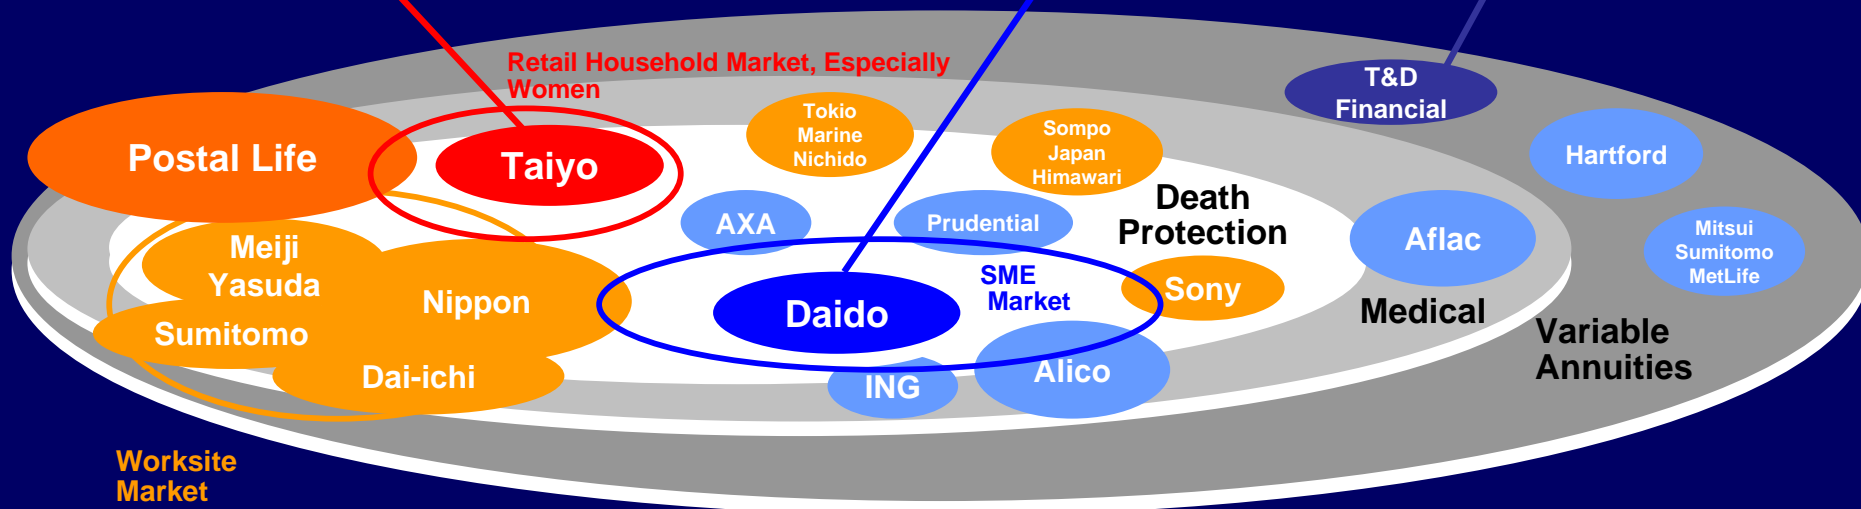 Retail Household Market, Especially
Women
T&D
Financial
Postal Life
Taiyo
Tokio
Marine
Nichido
Sompo
Japan
Himawari
Hartford
Death
Protection
AXA
Prudential
Aflac
Mitsui
Sumitomo
MetLife
Meiji
Yasuda
Nippon
SME
Market
Sony
Daido
Medical
Sumitomo
Variable
Annuities
Dai-ichi
ING
Alico
Worksite
Market